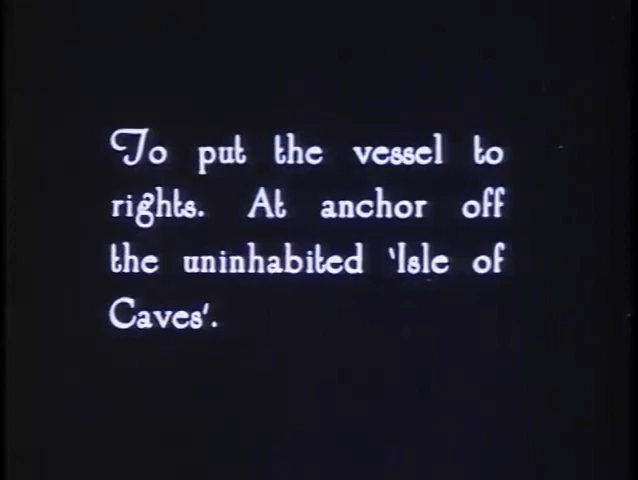 To put the vessel to
rights. At anchor off
the uninhabited 'Isle of
Caves'.